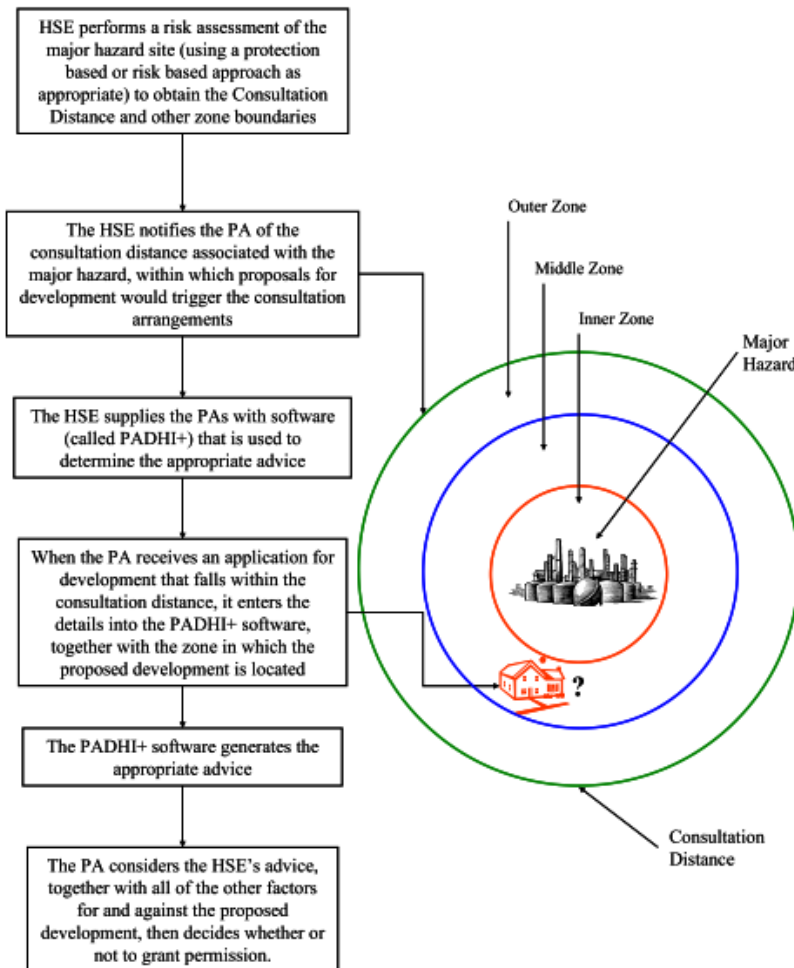 HSE performs a risk assessment of the
major hazard site (using a protection
based or risk based approach as
appropriate) to obtain the Consultation
Distance and other zone boundaries
The HSE notifies the PA of the
consultation distance associated with the
major hazard, within which proposals for
development would trigger the consultation
arrangements
The HSE supplies the PAs with software
(called PADHI+) that is used to
determine the appropriate advice
When the PA receives an application for
development that falls within the
consultation distance, it enters the
details into the PADHI+ software,
together with the zone in which the
proposed development is located
The PADHI+ software generates the
appropriate advice
The PA considers the HSE's advice,
together with all of the other factors
for and against the proposed
development, then decides whether or
not to grant permission.
Outer Zone
Middle Zone
Inner Zone
Major
Hazard
?
Consultation
Distance